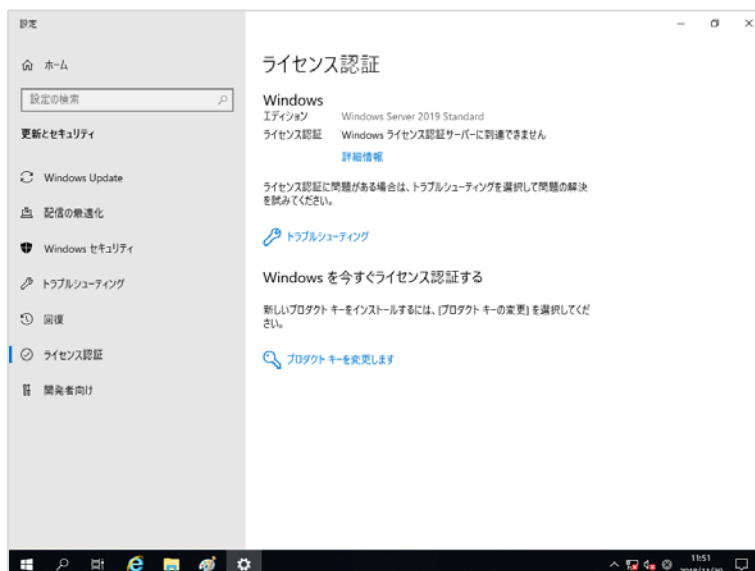 設定
ホーム
設定の検索
更新とセキュリティ
Windows Update
配信の最適化
Windows セキュリティ
トラブルシューティング
回復
ライセンス認証
開発者向け
ライセンス認証
Windows
エディション Windows Server 2019 Standard
ライセンス認証 Windows ライセンス認証サーバーに到達できません
詳細情報
ライセンス認証に問題がある場合は、トラブルシューティングを選択して問題の解決
を試みてください。
トラブルシューティング
Windows を今すぐライセンス認証する
新しいプロダクト キーをインストールするには、[プロダクト キーの変更] を選択してくだ
さい。
プロダクト キーを変更します
11:51